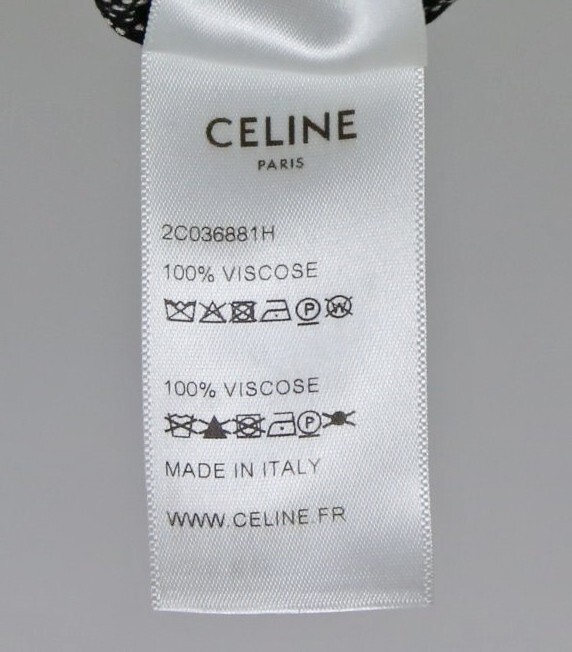 CELINE
PARIS
2C036881H
100% VISCOSE
P W
100% VISCOSE
P
MADE IN ITALY
WWW.CELINE.FR